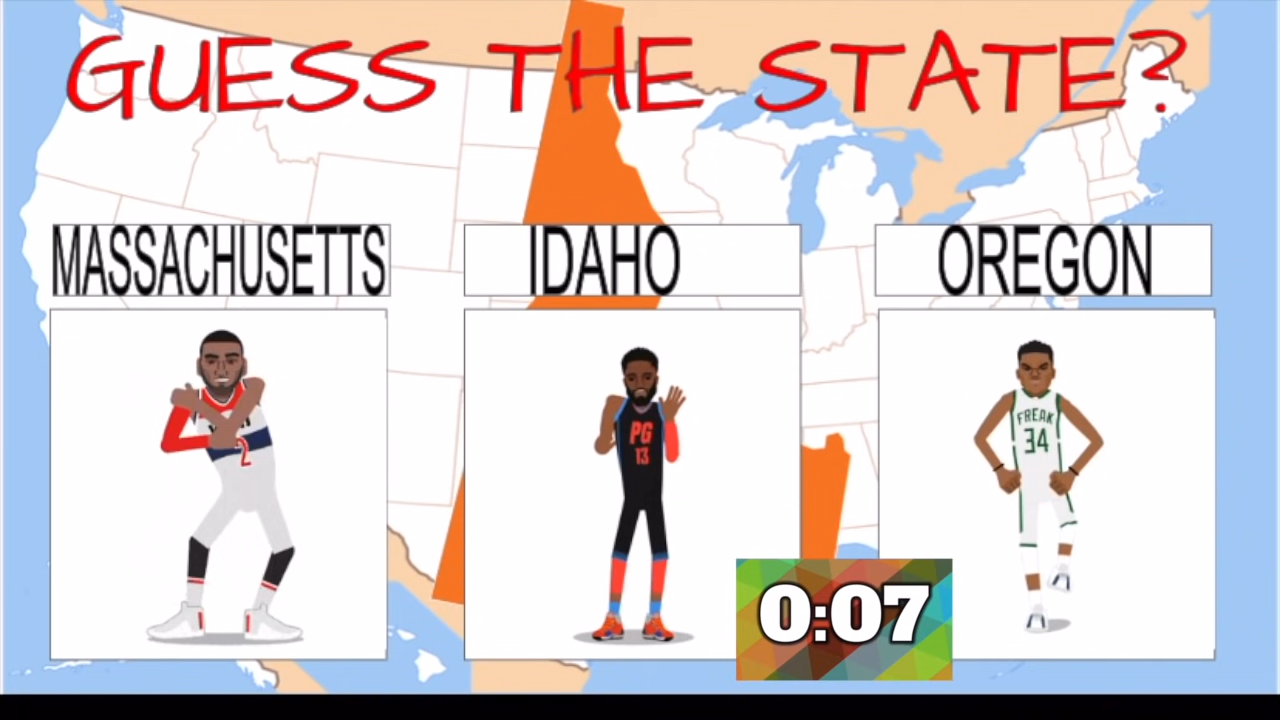 GUESS THE STATE?
MASSACHUSETTS
IDAHO
OREGON
2
PG
13
FREAK
34
0:07